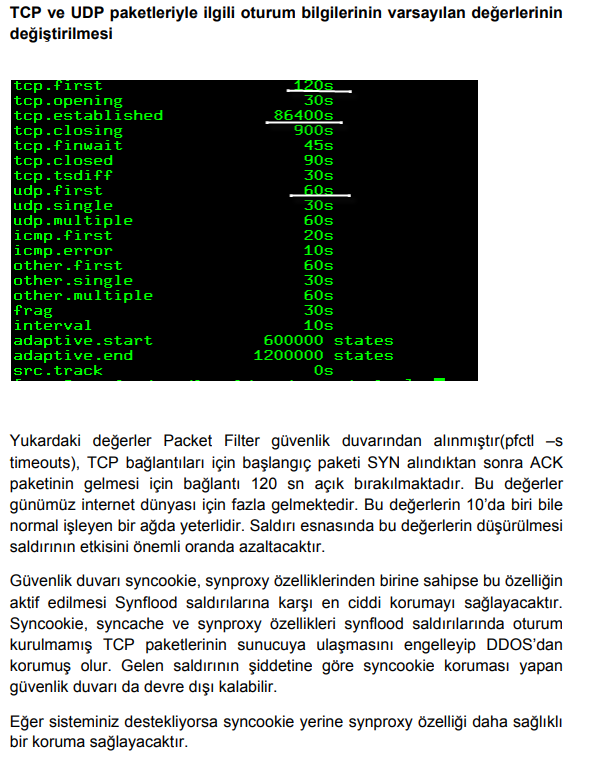 TCP ve UDP paketleriyle ilgili oturum bilgilerinin varsayılan değerlerinin
değiştirilmesi
tcp.first 120s
tcp.opening 30s
tcp.established 86400s
tcp.closing 900s
tcp.finwait 45s
tcp.closed 90s
tcp.tsdiff 30s
udp.first 60s
udp.single 30s
udp.multiple 60s
icmp.first 20s
icmp.error 10s
other.first 60s
other.single 30s
other.multiple 60s
frag 30s
interval 10s
adaptive.start 600000 states
adaptive.end 1200000 states
src.track 0s
Yukardaki değerler Packet Filter güvenlik duvarından alınmıştır(pfctl –s
timeouts), TCP bağlantıları için başlangıç paketi SYN alındıktan sonra ACK
paketinin gelmesi için bağlantı 120 sn açık bırakılmaktadır. Bu değerler
günümüz internet dünyası için fazla gelmektedir. Bu değerlerin 10’da biri bile
normal işleyen bir ağda yeterlidir. Saldırı esnasında bu değerlerin düşürülmesi
saldırının etkisini önemli oranda azaltacaktır.
Güvenlik duvarı syncookie, synproxy özelliklerinden birine sahipse bu özelliğin
aktif edilmesi Synflood saldırılarına karşı en ciddi korumayı sağlayacaktır.
Syncookie, syncache ve synproxy özellikleri synflood saldırılarında oturum
kurulmamış TCP paketlerinin sunucuya ulaşmasını engelleyip DDOS’dan
korumuş olur. Gelen saldırının şiddetine göre syncookie koruması yapan
güvenlik duvarı da devre dışı kalabilir.
Eğer sisteminiz destekliyorsa syncookie yerine synproxy özelliği daha sağlıklı
bir koruma sağlayacaktır.